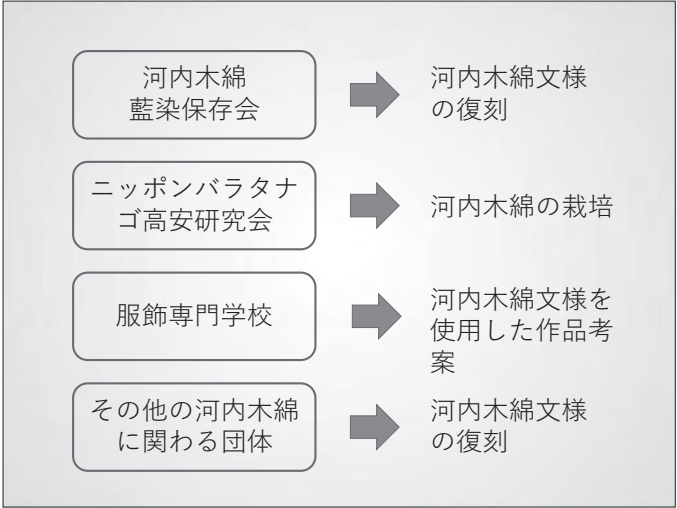 河内木綿
藍染保存会
河内木綿文様
の復刻
ニッポンバラタナ
ゴ高安研究会
河内木綿の栽培
服飾専門学校
河内木綿文様を
使用した作品考
案
その他の河内木綿
に関わる団体
河内木綿文様
の復刻